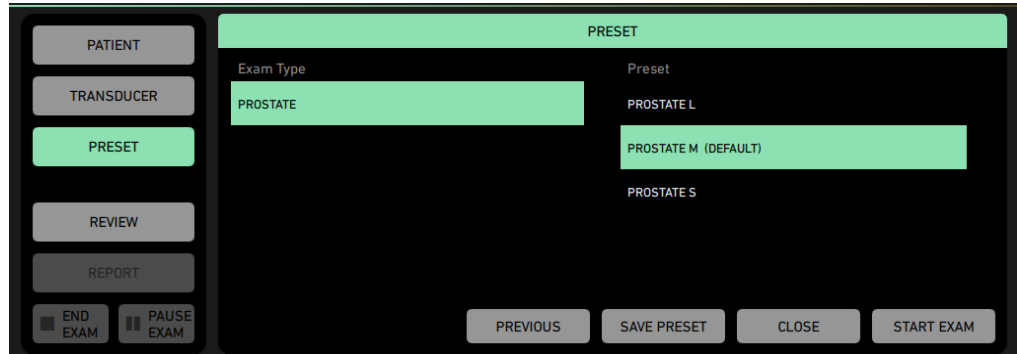 PATIENT
TRANSDUCER
PRESET
REVIEW
REPORT
END
EXAM
PAUSE
EXAM
PRESET
Exam Type
PROSTATE
Preset
PROSTATE L
PROSTATE M (DEFAULT)
PROSTATE S
PREVIOUS
SAVE PRESET
CLOSE
START EXAM